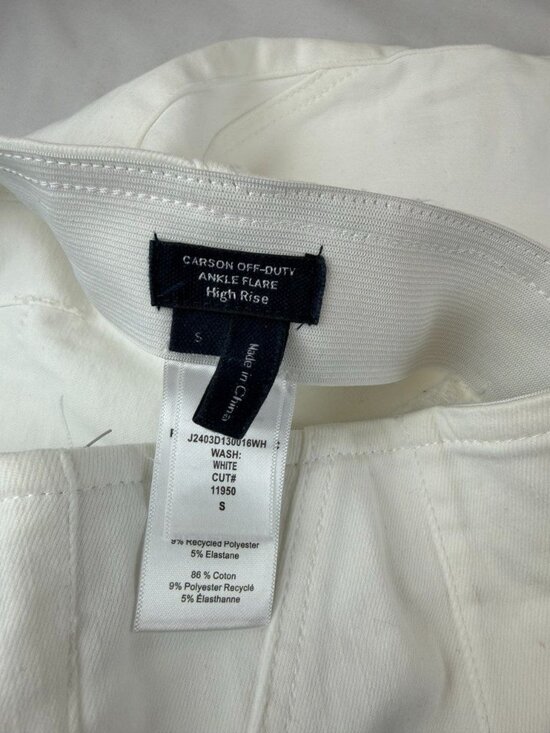 CARSON OFF-DUTY
ANKLE FLARE
High Rise
S
Made in China
J2403D130016WH
WASH:
WHITE
CUT#
11950
S
9% Recycled Polyester
5% Elastane
86 % Coton
9% Polyester Recyclé
5% Élasthanne